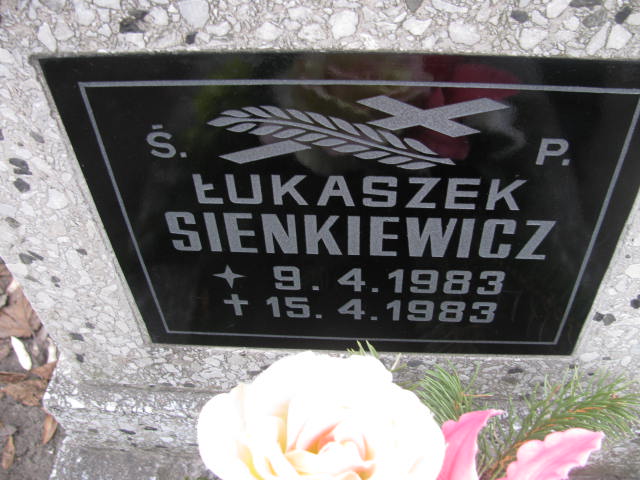 Ś. P.
ŁUKASZEK
SIENKIEWICZ
9. 4. 1983
15. 4. 1983